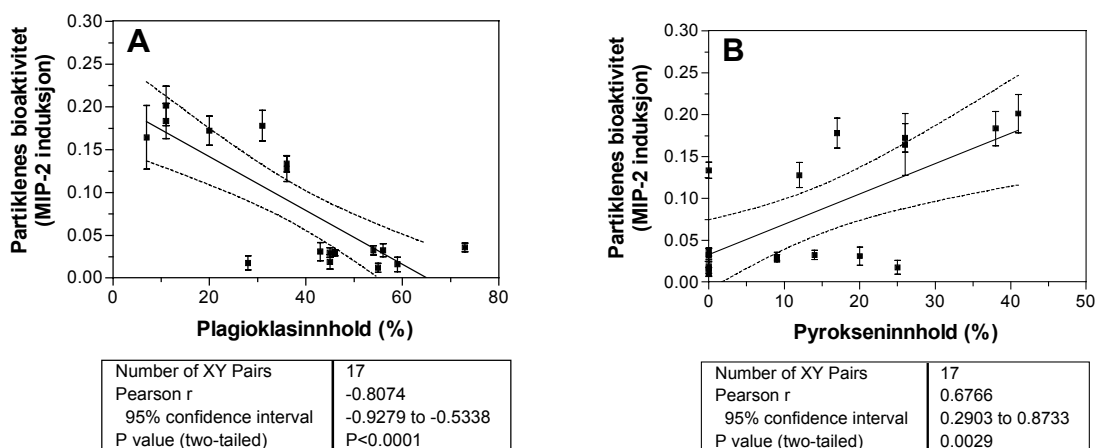 A
0.30
0.25
0.20
0.15
0.10
0.05
0.00
0 20 40 60 80
Partiklenes bioaktivitet
(MIP-2 induksjon)
Plagioklasinnhold (%)
Number of XY Pairs 17
Pearson r -0.8074
95% confidence interval -0.9279 to -0.5338
P value (two-tailed) P<0.0001
B
0.30
0.25
0.20
0.15
0.10
0.05
0.00
0 10 20 30 40 50
Partiklenes bioaktivitet
(MIP-2 induksjon)
Pyrokseninnhold (%)
Number of XY Pairs 17
Pearson r 0.6766
95% confidence interval 0.2903 to 0.8733
P value (two-tailed) 0.0029